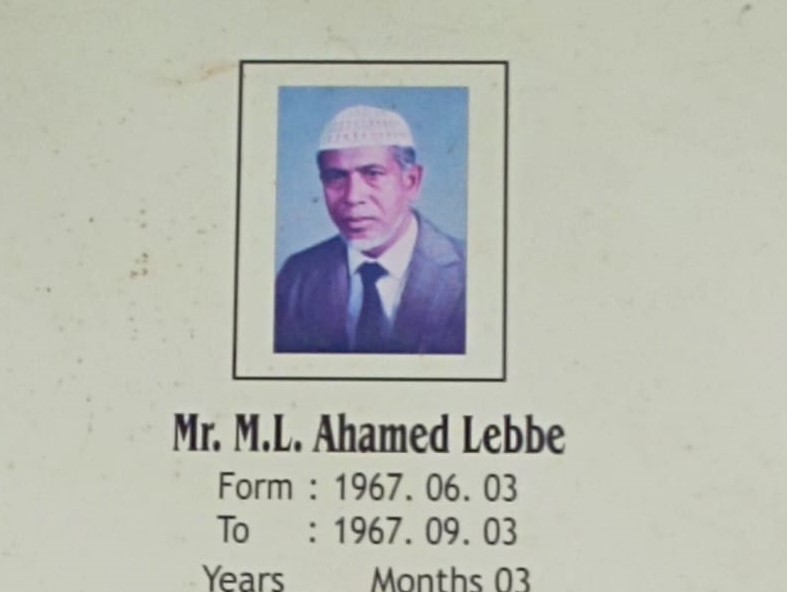 Mr. M.L. Ahamed Lebbe
Form : 1967. 06. 03
To : 1967. 09. 03
Years Months 03